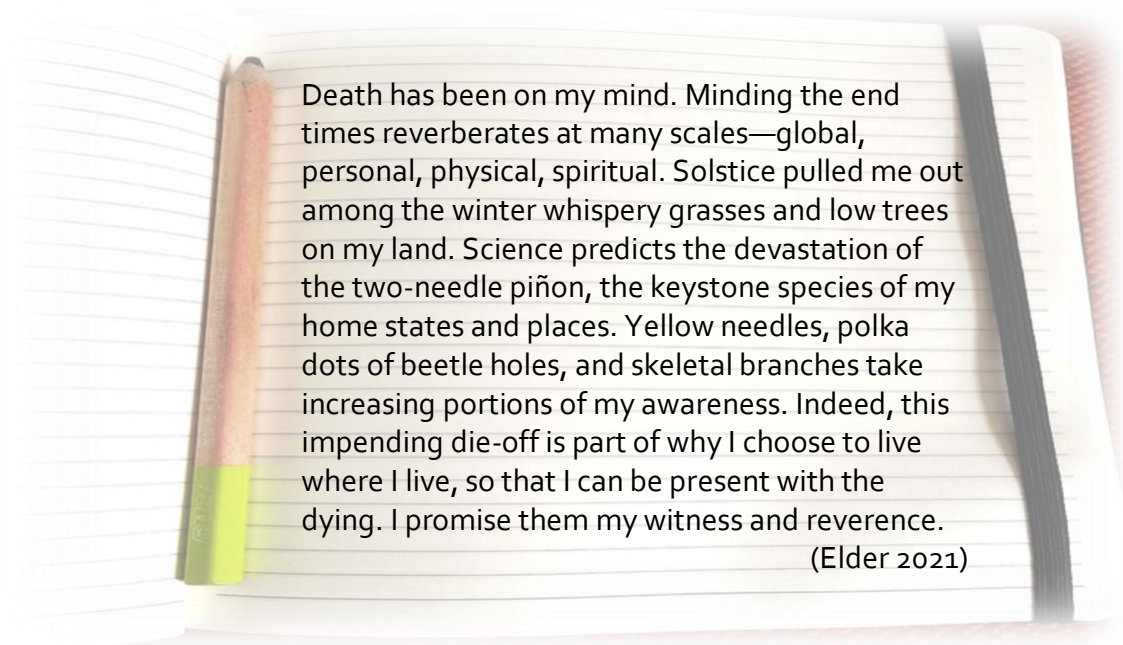 Death has been on my mind. Minding the end
times reverberates at many scales—global,
personal, physical, spiritual. Solstice pulled me out
among the winter whispery grasses and low trees
on my land. Science predicts the devastation of
the two-needle piñon, the keystone species of my
home states and places. Yellow needles, polka
dots of beetle holes, and skeletal branches take
increasing portions of my awareness. Indeed, this
impending die-off is part of why I choose to live
where I live, so that I can be present with the
dying. I promise them my witness and reverence.
(Elder 2021)